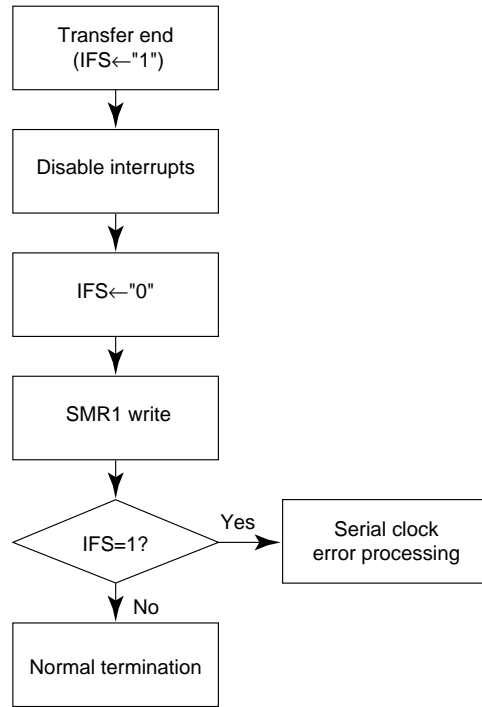 Transfer end
(IFS←"1")
Disable interrupts
IFS←"0"
SMR1 write
IFS=1?
Yes
Serial clock
error processing
No
Normal termination